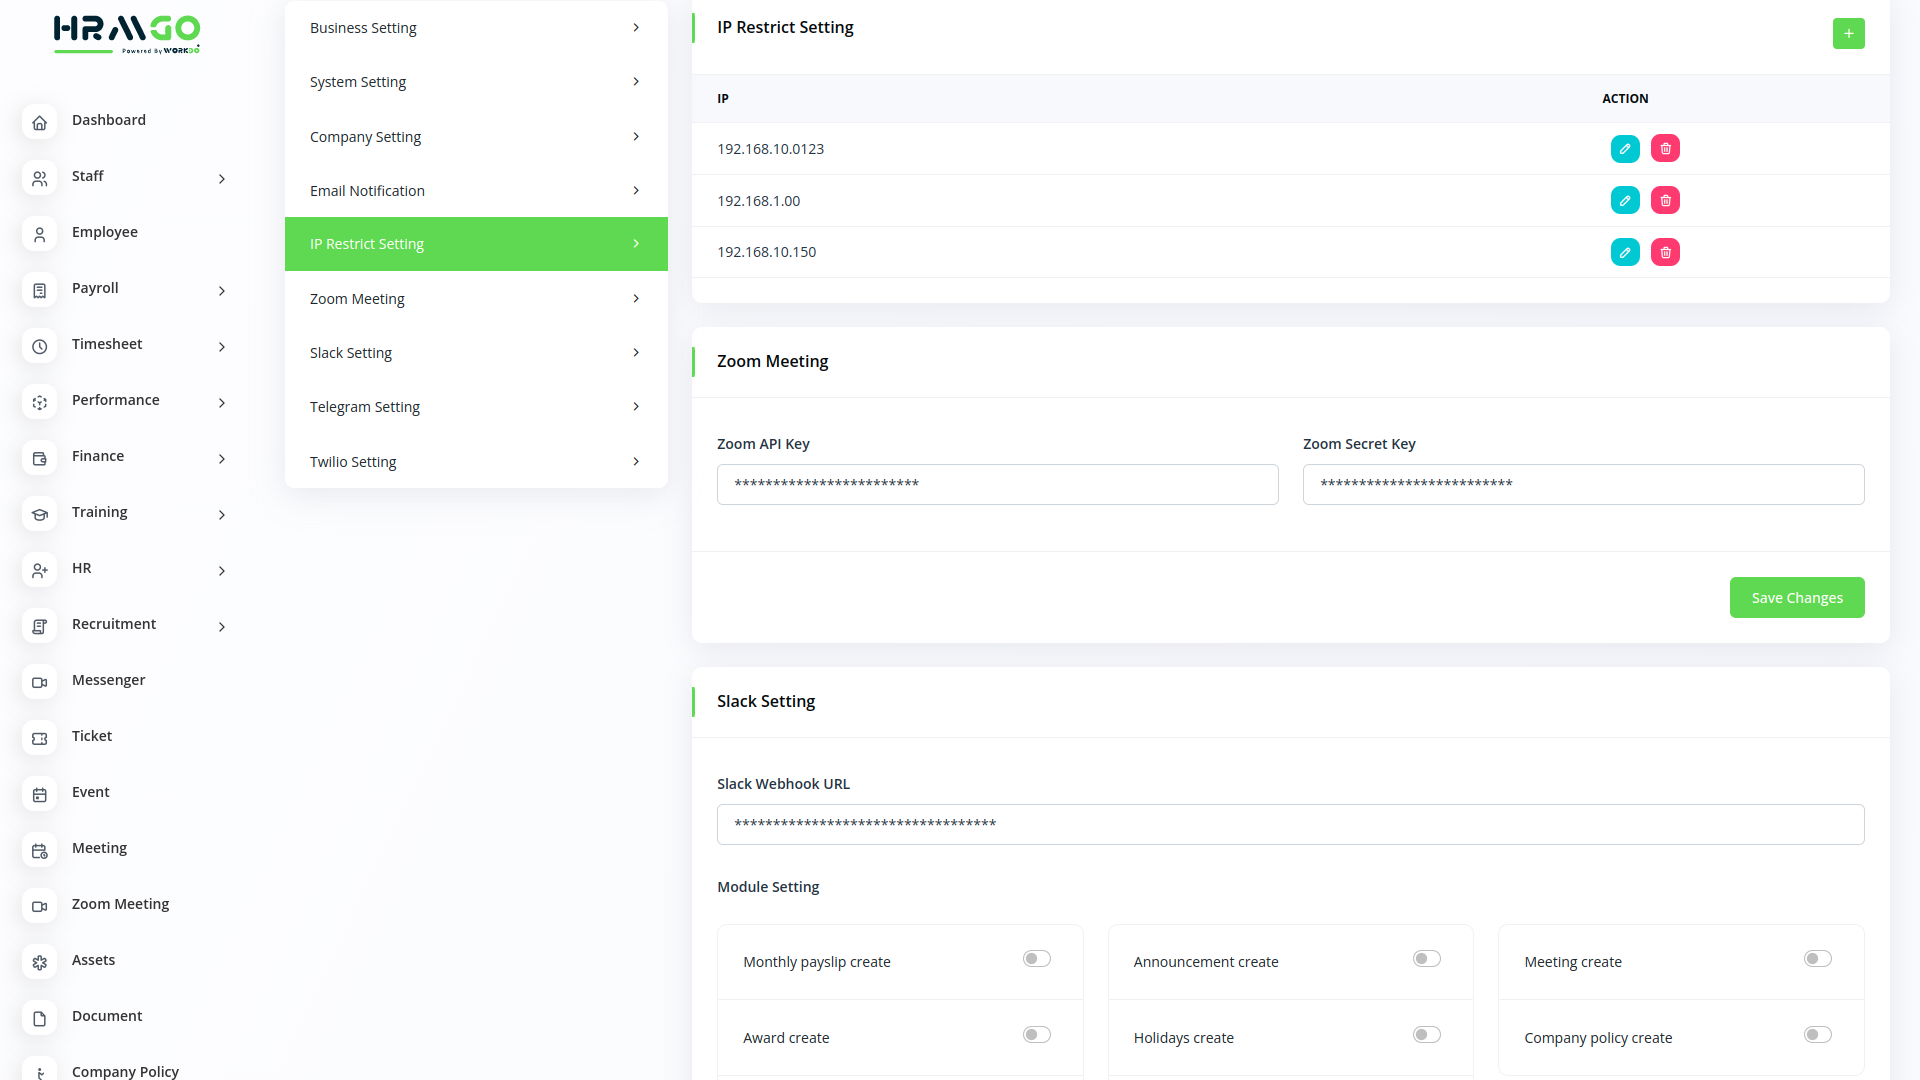 HRMGO
Powered By WORKDO
Dashboard
Staff
Employee
Payroll
Timesheet
Performance
Finance
Training
HR
Recruitment
Messenger
Ticket
Event
Meeting
Zoom Meeting
Assets
Document
Company Policy
Business Setting
System Setting
Company Setting
Email Notification
IP Restrict Setting
Zoom Meeting
Slack Setting
Telegram Setting
Twilio Setting
IP Restrict Setting
+
IP ACTION
192.168.10.0123
192.168.1.00
192.168.10.150
Zoom Meeting
Zoom API Key Zoom Secret Key
************************ *************************
Save Changes
Slack Setting
Slack Webhook URL
**********************************
Module Setting
Monthly payslip create Announcement create Meeting create
Award create Holidays create Company policy create